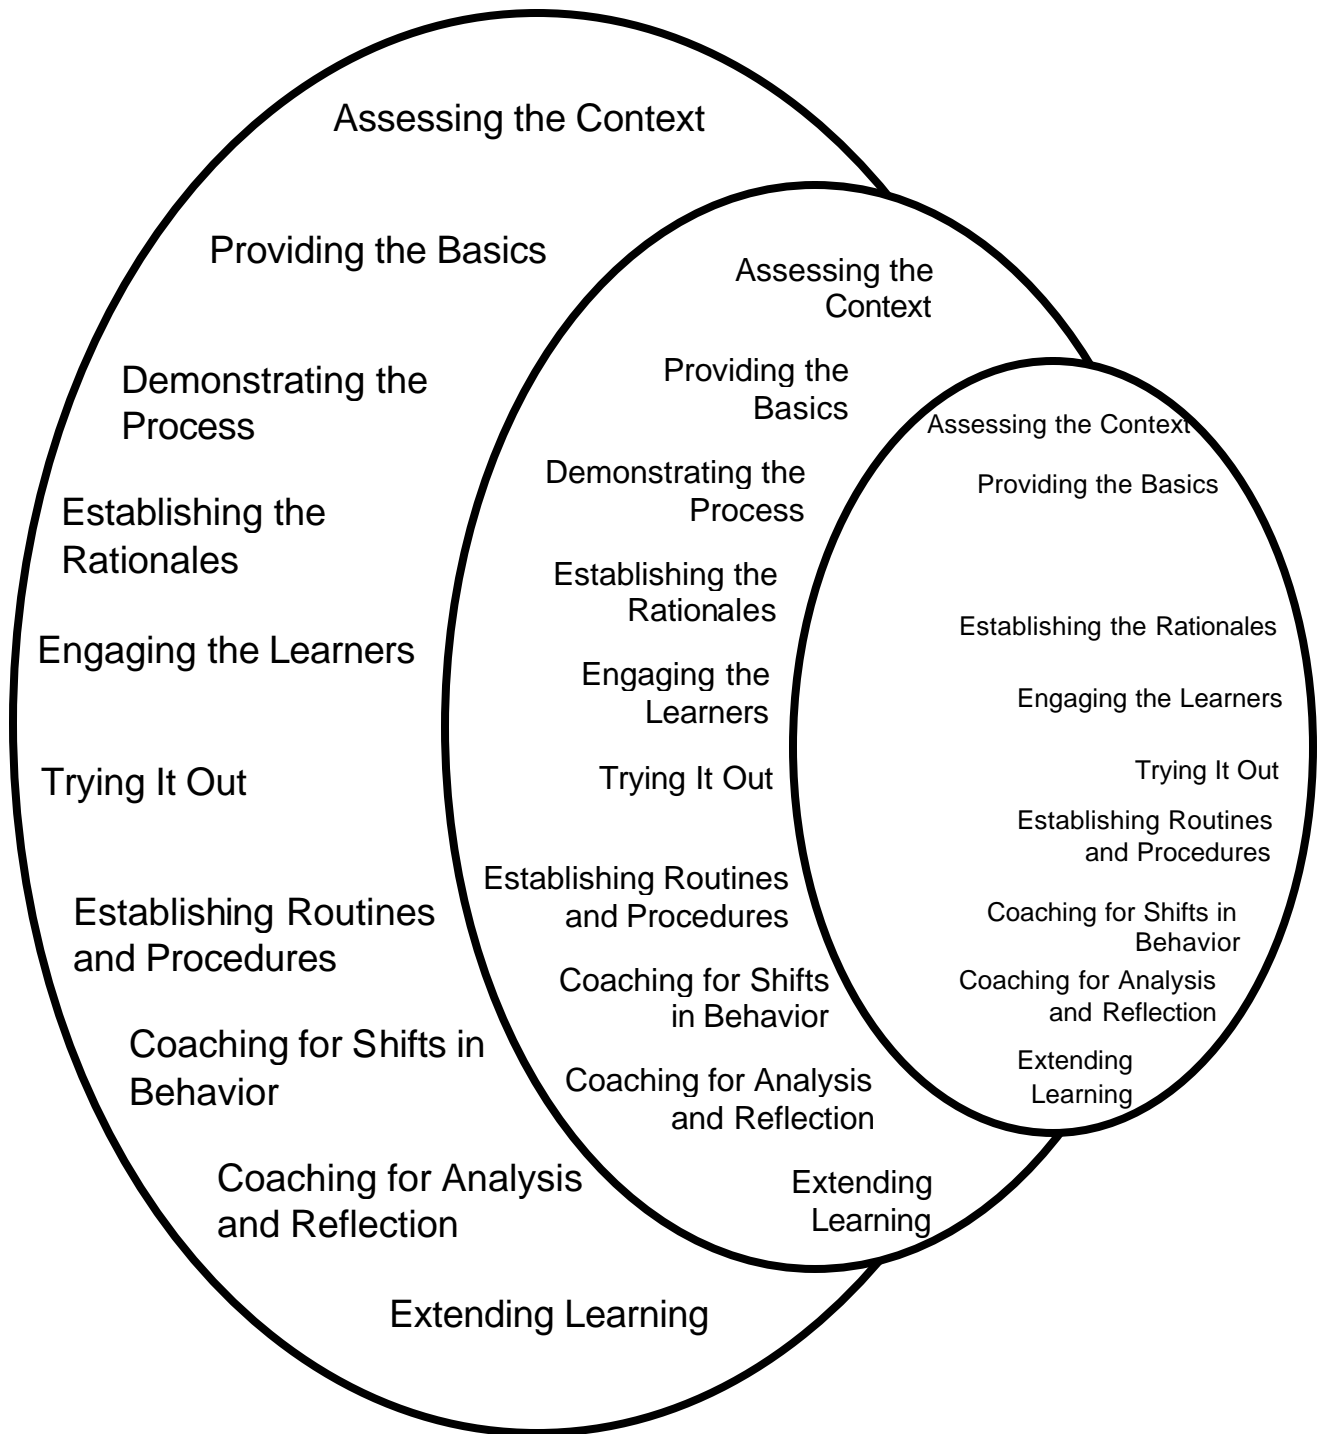 Assessing the Context
Providing the Basics
Demonstrating the
Process
Establishing the
Rationales
Engaging the Learners
Trying It Out
Establishing Routines
and Procedures
Coaching for Shifts in
Behavior
Coaching for Analysis
and Reflection
Extending Learning
Assessing the
Context
Providing the
Basics
Demonstrating the
Process
Establishing the
Rationales
Engaging the
Learners
Trying It Out
Establishing Routines
and Procedures
Coaching for Shifts
in Behavior
Coaching for Analysis
and Reflection
Extending
Learning
Assessing the Context
Providing the Basics
Establishing the Rationales
Engaging the Learners
Trying It Out
Establishing Routines
and Procedures
Coaching for Shifts in
Behavior
Coaching for Analysis
and Reflection
Extending
Learning